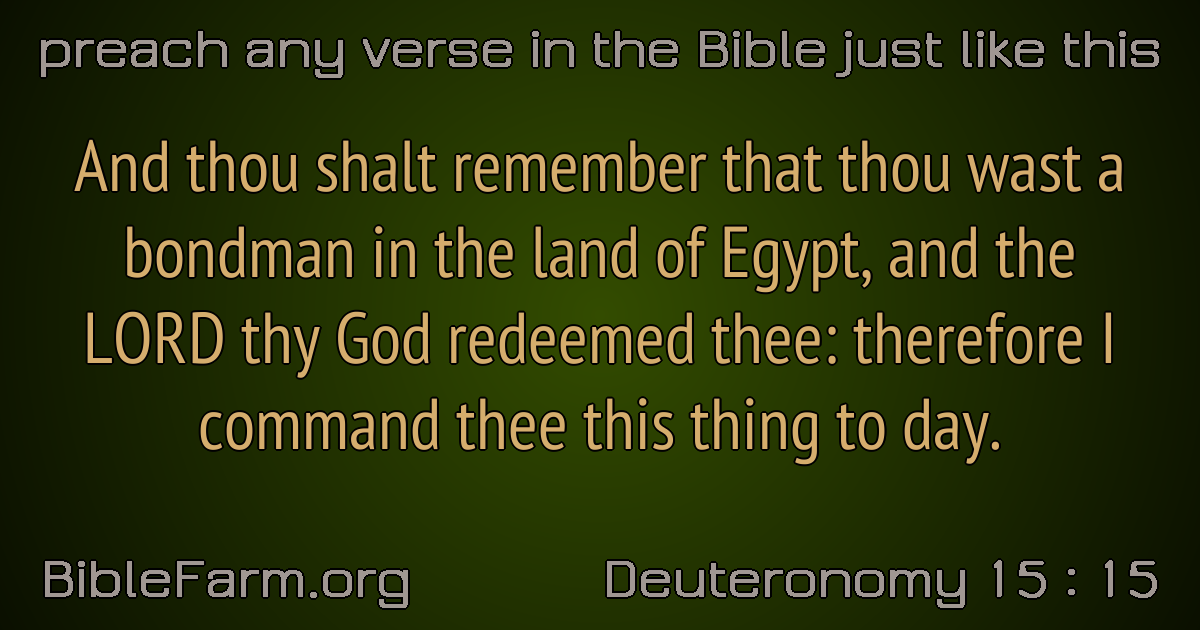 preach any verse in the Bible just like this
And thou shalt remember that thou wast a
bondman in the land of Egypt, and the
LORD thy God redeemed thee: therefore I
command thee this thing to day.
BibleFarm.org
Deuteronomy 15 : 15